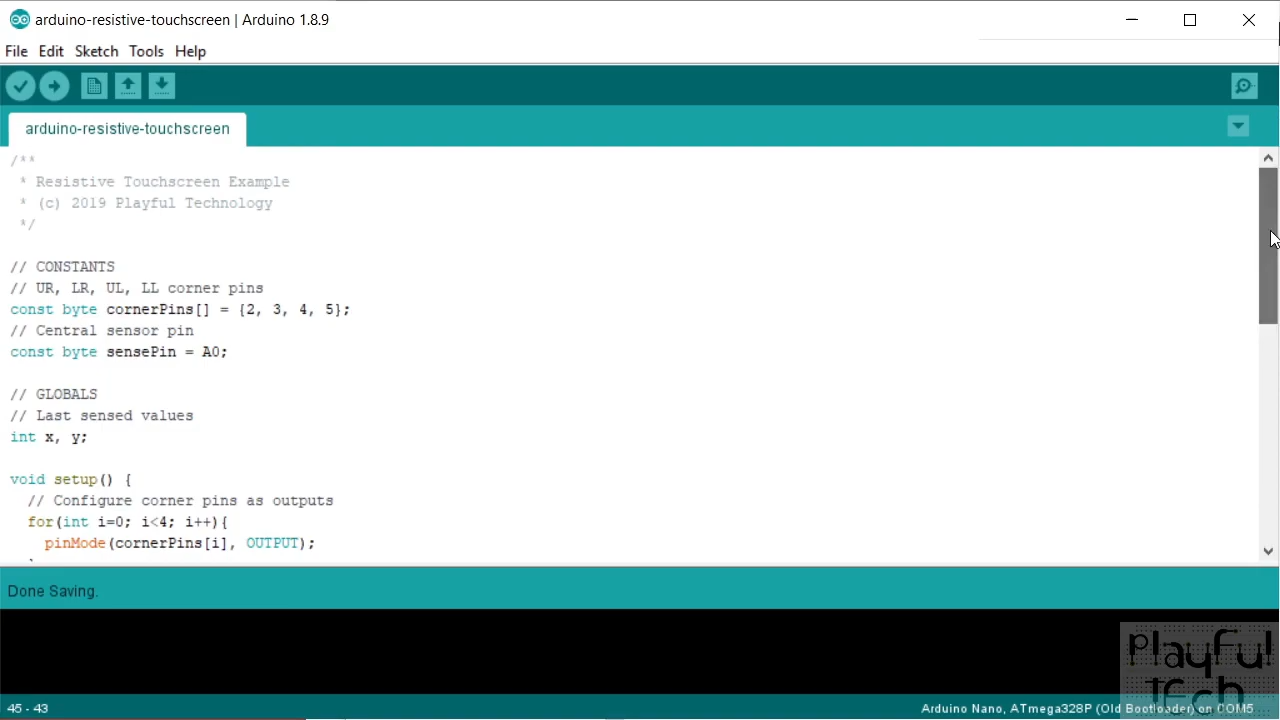 arduino-resistive-touchscreen | Arduino 1.8.9
File Edit Sketch Tools Help
arduino-resistive-touchscreen
/**
 * Resistive Touchscreen Example
 * (c) 2019 Playful Technology
 */
// CONSTANTS
// UR, LR, UL, LL corner pins
const byte cornerPins[] = {2, 3, 4, 5};
// Central sensor pin
const byte sensePin = A0;
// GLOBALS
// Last sensed values
int x, y;
void setup() {
  // Configure corner pins as outputs
  for(int i=0; i<4; i++){
    pinMode(cornerPins[i], OUTPUT);
Done Saving.
playful
tech
45 - 43
Arduino Nano, ATmega328P (Old Bootloader) on COM5